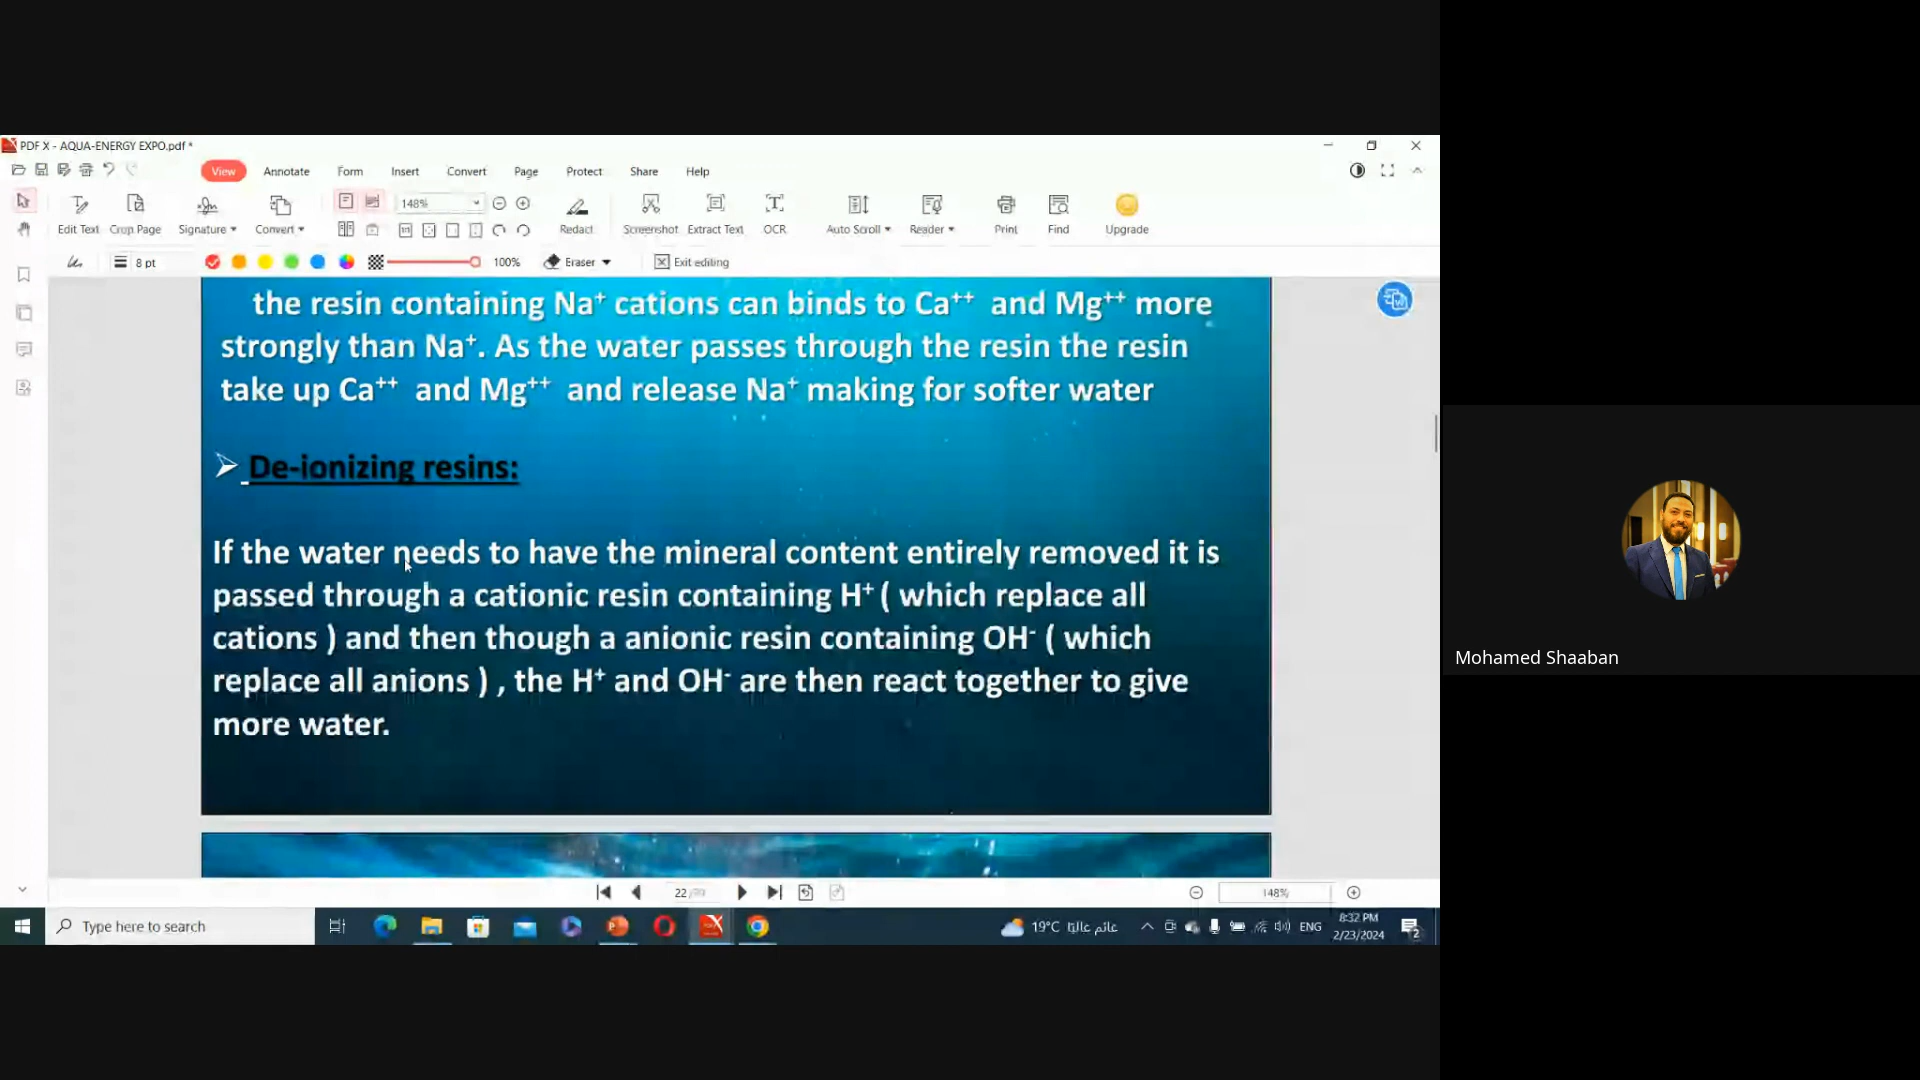 PDF X - AQUA-ENERGY EXPO.pdf *
View Annotate Form Insert Convert Page Protect Share Help
148%
Edit Text Crop Page Signature Convert Redact Screenshot Extract Text OCR Auto Scroll Reader Print Find Upgrade
8 pt 100% Eraser Exit editing
the resin containing Na⁺ cations can binds to Ca⁺⁺ and Mg⁺⁺ more
strongly than Na⁺. As the water passes through the resin the resin
take up Ca⁺⁺ and Mg⁺⁺ and release Na⁺ making for softer water
➢ De-ionizing resins:
If the water needs to have the mineral content entirely removed it is
passed through a cationic resin containing H⁺ ( which replace all
cations ) and then though a anionic resin containing OH⁻ ( which
replace all anions ) , the H⁺ and OH⁻ are then react together to give
more water.
Mohamed Shaaban
22
148%
Type here to search
19°C غائم غالبًا
ENG
8:32 PM
2/23/2024
2